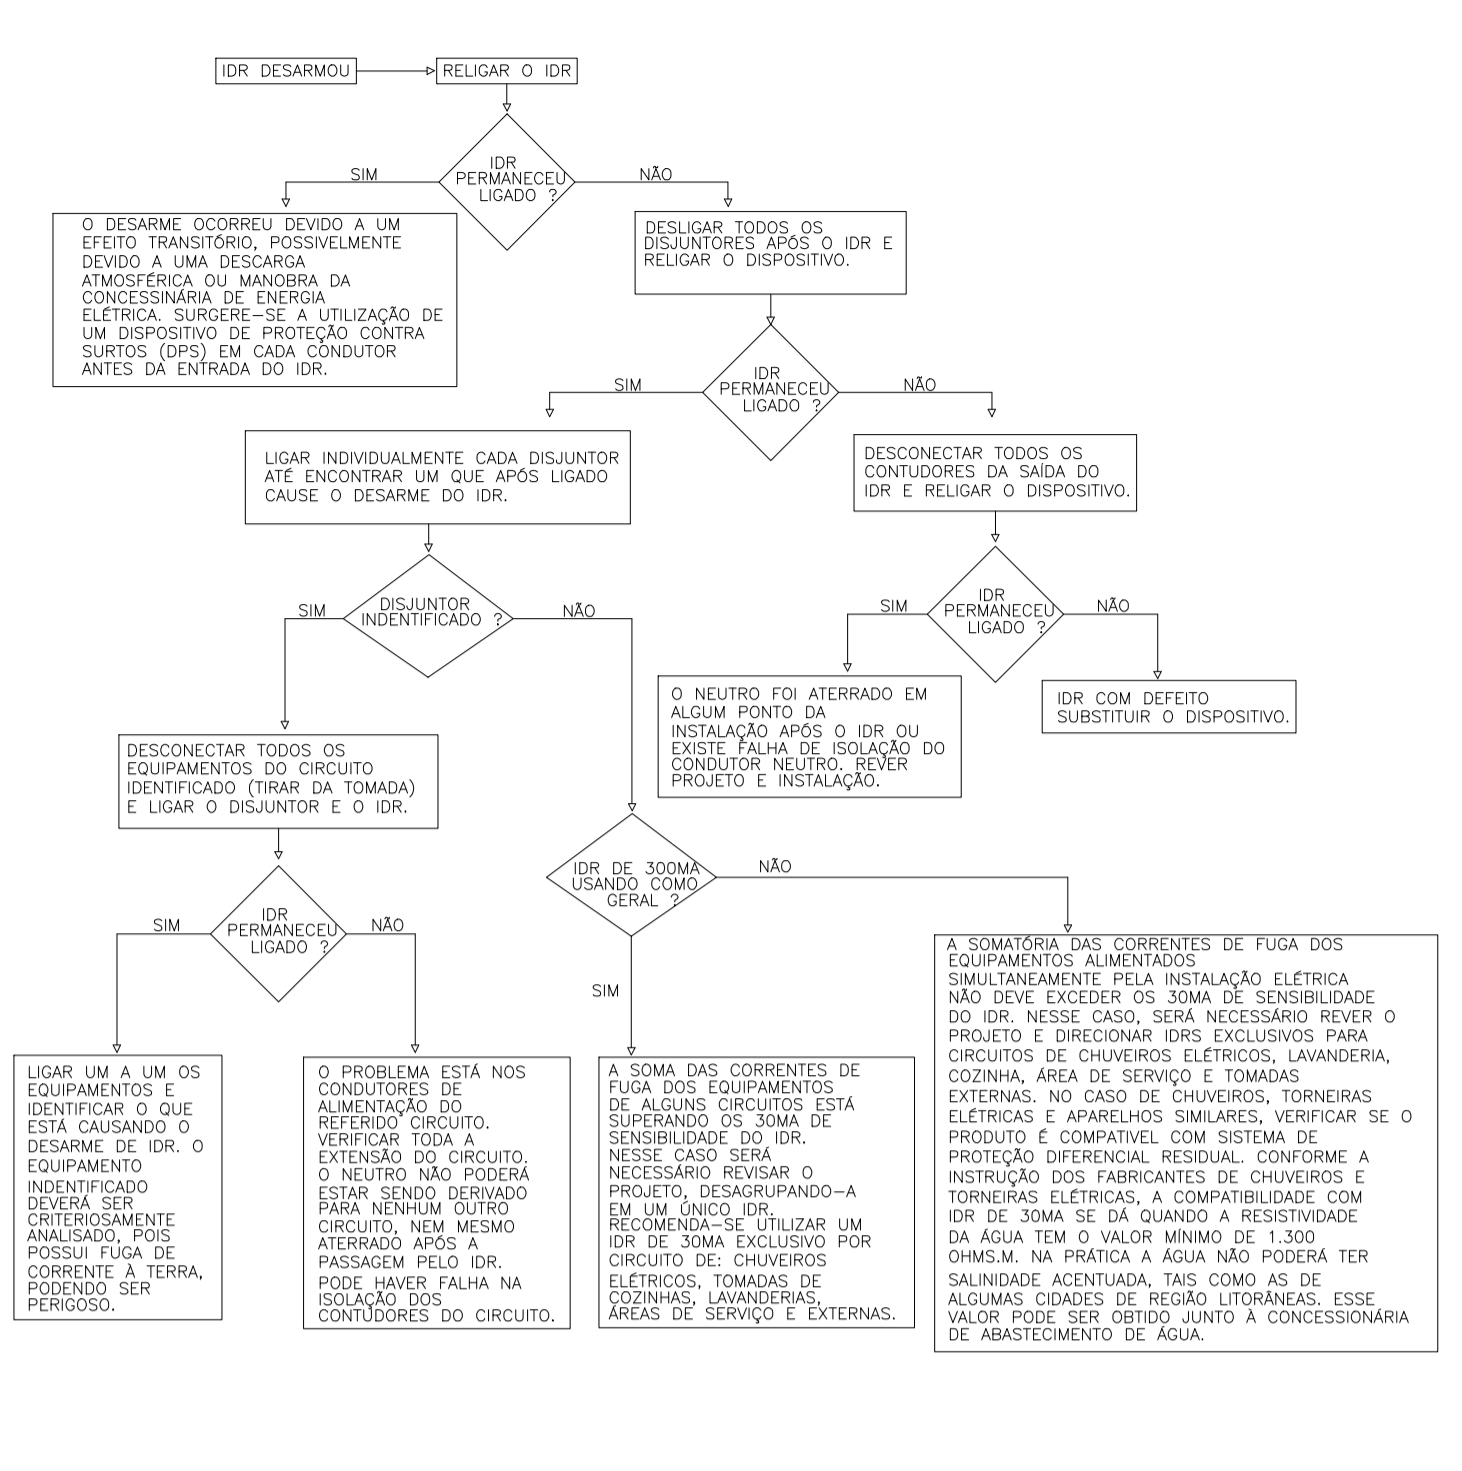 IDR DESARMOU
RELIGAR O IDR
IDR
PERMANECEU
LIGADO ?
SIM
NÃO
O DESARME OCORREU DEVIDO A UM
EFEITO TRANSITÓRIO, POSSIVELMENTE
DEVIDO A UMA DESCARGA
ATMOSFÉRICA OU MANOBRA DA
CONCESSINÁRIA DE ENERGIA
ELÉTRICA. SURGERE-SE A UTILIZAÇÃO DE
UM DISPOSITIVO DE PROTEÇÃO CONTRA
SURTOS (DPS) EM CADA CONDUTOR
ANTES DA ENTRADA DO IDR.
DESLIGAR TODOS OS
DISJUNTORES APÓS O IDR E
RELIGAR O DISPOSITIVO.
IDR
PERMANECEU
LIGADO ?
SIM
NÃO
LIGAR INDIVIDUALMENTE CADA DISJUNTOR
ATÉ ENCONTRAR UM QUE APÓS LIGADO
CAUSE O DESARME DO IDR.
DESCONECTAR TODOS OS
CONTUDORES DA SAÍDA DO
IDR E RELIGAR O DISPOSITIVO.
DISJUNTOR
INDENTIFICADO ?
SIM
NÃO
IDR
PERMANECEU
LIGADO ?
SIM
NÃO
O NEUTRO FOI ATERRADO EM
ALGUM PONTO DA
INSTALAÇÃO APÓS O IDR OU
EXISTE FALHA DE ISOLAÇÃO DO
CONDUTOR NEUTRO. REVER
PROJETO E INSTALAÇÃO.
IDR COM DEFEITO
SUBSTITUIR O DISPOSITIVO.
DESCONECTAR TODOS OS
EQUIPAMENTOS DO CIRCUITO
IDENTIFICADO (TIRAR DA TOMADA)
E LIGAR O DISJUNTOR E O IDR.
IDR DE 300MA
USANDO COMO
GERAL ?
NÃO
SIM
IDR
PERMANECEU
LIGADO ?
SIM
NÃO
LIGAR UM A UM OS
EQUIPAMENTOS E
IDENTIFICAR O QUE
ESTÁ CAUSANDO O
DESARME DE IDR. O
EQUIPAMENTO
INDENTIFICADO
DEVERÁ SER
CRITERIOSAMENTE
ANALISADO, POIS
POSSUI FUGA DE
CORRENTE À TERRA,
PODENDO SER
PERIGOSO.
O PROBLEMA ESTÁ NOS
CONDUTORES DE
ALIMENTAÇÃO DO
REFERIDO CIRCUITO.
VERIFICAR TODA A
EXTENSÃO DO CIRCUITO.
O NEUTRO NÃO PODERÁ
ESTAR SENDO DERIVADO
PARA NENHUM OUTRO
CIRCUITO, NEM MESMO
ATERRADO APÓS A
PASSAGEM PELO IDR.
PODE HAVER FALHA NA
ISOLAÇÃO DOS
CONTUDORES DO CIRCUITO.
A SOMA DAS CORRENTES DE
FUGA DOS EQUIPAMENTOS
DE ALGUNS CIRCUITOS ESTÁ
SUPERANDO OS 30MA DE
SENSIBILIDADE DO IDR.
NESSE CASO SERÁ
NECESSÁRIO REVISAR O
PROJETO, DESAGRUPANDO-A
EM UM ÚNICO IDR.
RECOMENDA-SE UTILIZAR UM
IDR DE 30MA EXCLUSIVO POR
CIRCUITO DE: CHUVEIROS
ELÉTRICOS, TOMADAS DE
COZINHAS, LAVANDERIAS,
ÁREAS DE SERVIÇO E EXTERNAS.
A SOMATÓRIA DAS CORRENTES DE FUGA DOS
EQUIPAMENTOS ALIMENTADOS
SIMULTANEAMENTE PELA INSTALAÇÃO ELÉTRICA
NÃO DEVE EXCEDER OS 30MA DE SENSIBILIDADE
DO IDR. NESSE CASO, SERÁ NECESSÁRIO REVER O
PROJETO E DIRECIONAR IDRS EXCLUSIVOS PARA
CIRCUITOS DE CHUVEIROS ELÉTRICOS, LAVANDERIA,
COZINHA, ÁREA DE SERVIÇO E TOMADAS
EXTERNAS. NO CASO DE CHUVEIROS, TORNEIRAS
ELÉTRICAS E APARELHOS SIMILARES, VERIFICAR SE O
PRODUTO É COMPATIVEL COM SISTEMA DE
PROTEÇÃO DIFERENCIAL RESIDUAL. CONFORME A
INSTRUÇÃO DOS FABRICANTES DE CHUVEIROS E
TORNEIRAS ELÉTRICAS, A COMPATIBILIDADE COM
IDR DE 30MA SE DÁ QUANDO A RESISTIVIDADE
DA ÁGUA TEM O VALOR MÍNIMO DE 1.300
OHMS.M. NA PRÁTICA A ÁGUA NÃO PODERÁ TER
SALINIDADE ACENTUADA, TAIS COMO AS DE
ALGUMAS CIDADES DE REGIÃO LITORÂNEAS. ESSE
VALOR PODE SER OBTIDO JUNTO À CONCESSIONÁRIA
DE ABASTECIMENTO DE ÁGUA.